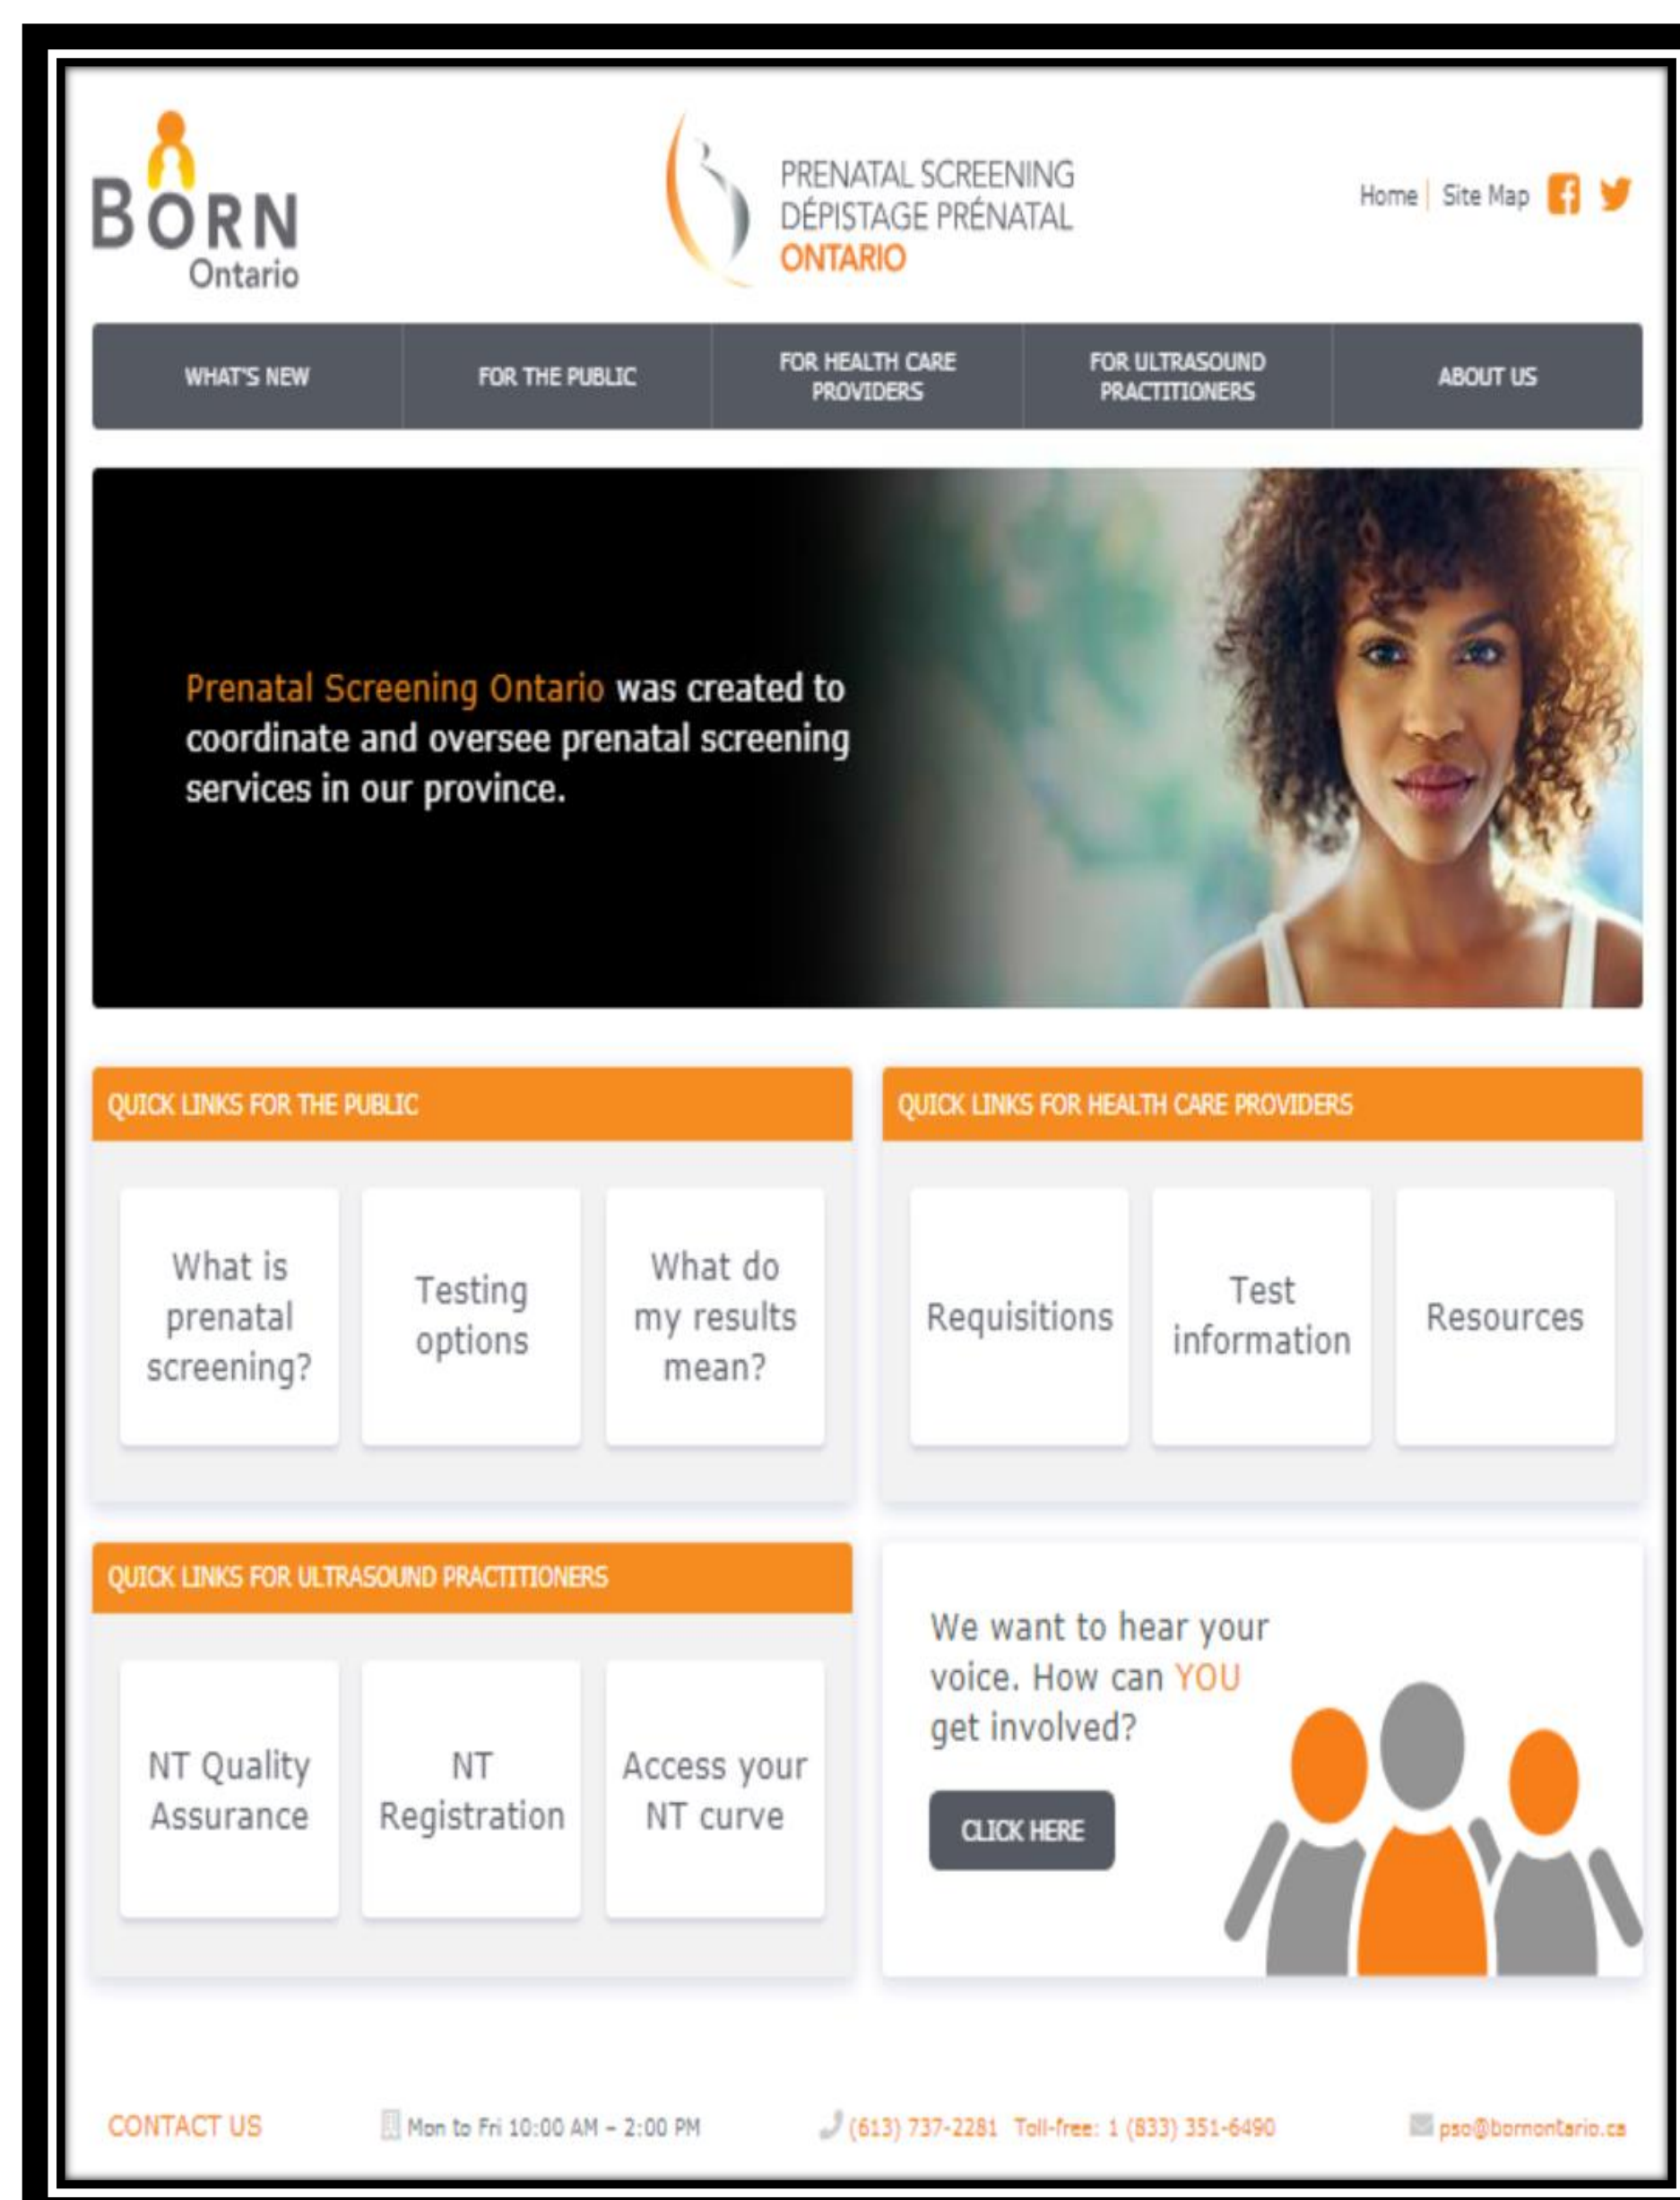 BORN
Ontario
PRENATAL SCREENING
DÉPISTAGE PRÉNATAL
ONTARIO
Home | Site Map
WHAT'S NEW
FOR THE PUBLIC
FOR HEALTH CARE
PROVIDERS
FOR ULTRASOUND
PRACTITIONERS
ABOUT US
Prenatal Screening Ontario was created to
coordinate and oversee prenatal screening
services in our province.
QUICK LINKS FOR THE PUBLIC
What is
prenatal
screening?
Testing
options
What do
my results
mean?
QUICK LINKS FOR HEALTH CARE PROVIDERS
Requisitions
Test
information
Resources
QUICK LINKS FOR ULTRASOUND PRACTITIONERS
NT Quality
Assurance
NT
Registration
Access your
NT curve
We want to hear your
voice. How can YOU
get involved?
CLICK HERE
CONTACT US
Mon to Fri 10:00 AM – 2:00 PM
(613) 737-2281 Toll-free: 1 (833) 351-6490
pso@bornontario.ca